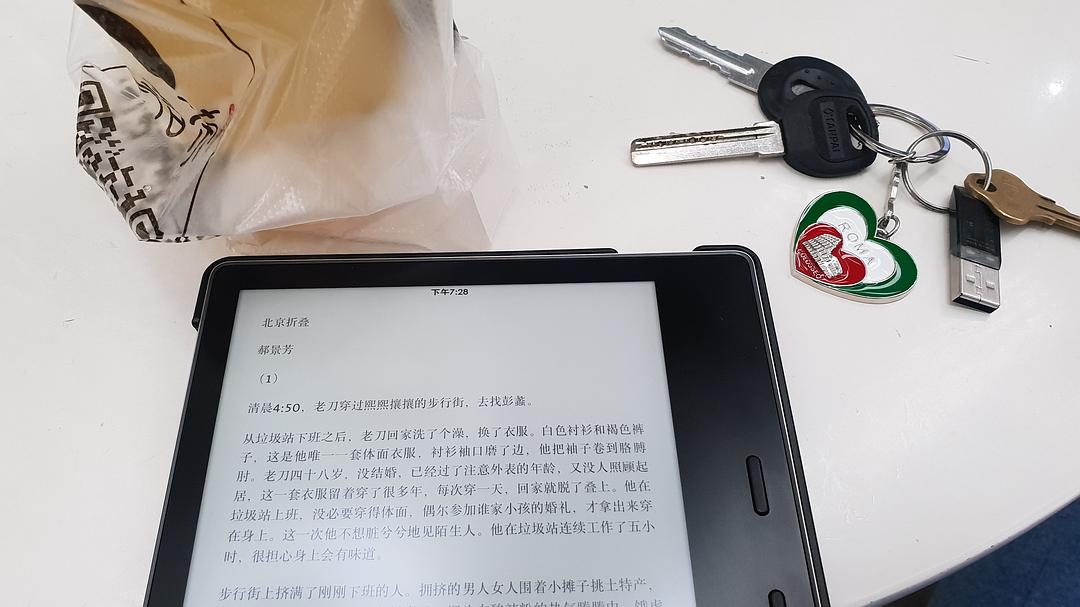 ROMA
下午7:28
北京折叠
郝景芳
（1）
清晨4:50，老刀穿过熙熙攘攘的步行街，去找彭蠡。
从垃圾站下班之后，老刀回家洗了个澡，换了衣服。白色衬衫和褐色裤
子，这是他唯一一套体面衣服，衬衫袖口磨了边，他把袖子卷到胳膊
肘。老刀四十八岁，没结婚，已经过了注意外表的年龄，又没人照顾起
居，这一套衣服留着穿了很多年，每次穿一天，回家就脱了叠上。他在
垃圾站上班，没必要穿得体面，偶尔参加谁家小孩的婚礼，才拿出来穿
在身上。这一次他不想脏兮兮地见陌生人。他在垃圾站连续工作了五小
时，很担心身上会有味道。
步行街上挤满了刚刚下班的人。拥挤的男人女人围着小摊子挑土特产，